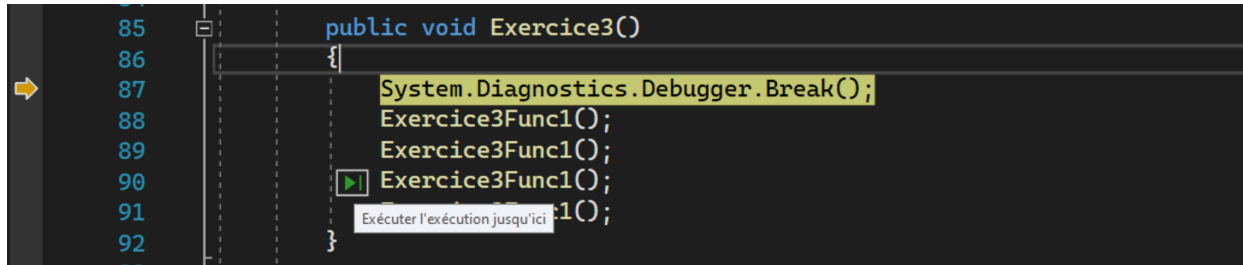 85 public void Exercice3()
86 {
87 System.Diagnostics.Debugger.Break();
88 Exercice3Func1();
89 Exercice3Func1();
90 Exercice3Func1();
91 1();
Exécuter l'exécution jusqu'ici
92 }